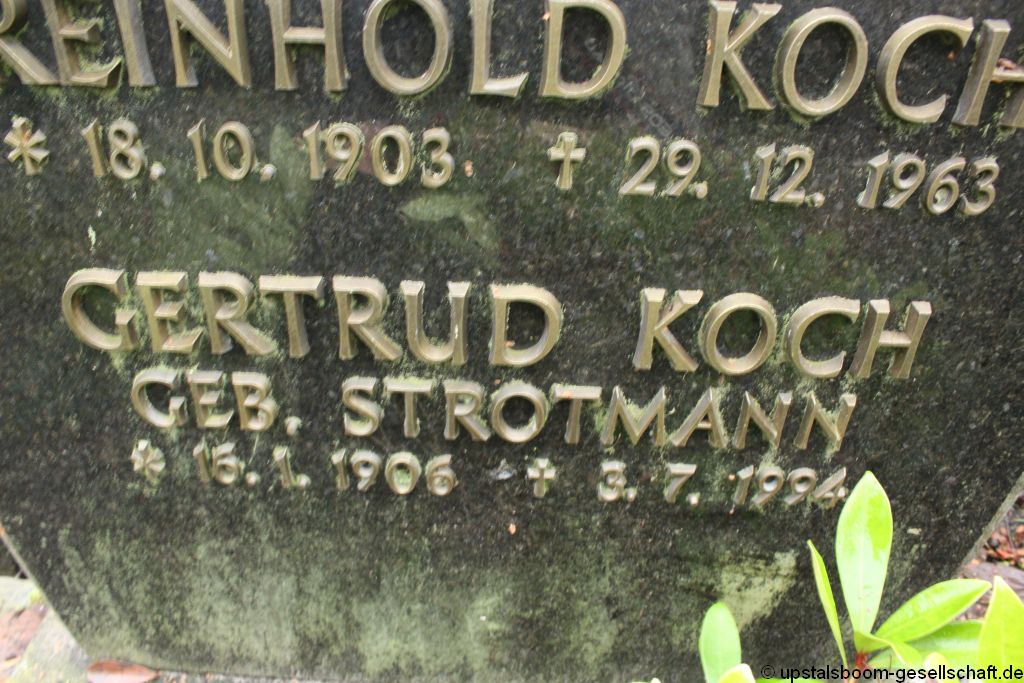 REINHOLD KOCH
* 18. 10. 1903. † 29. 12. 1963
GERTRUD KOCH
GEB. STROTMANN
* 16. 1. 1906 † 3. 7. 1994
© upstalsboom-gesellschaft.de